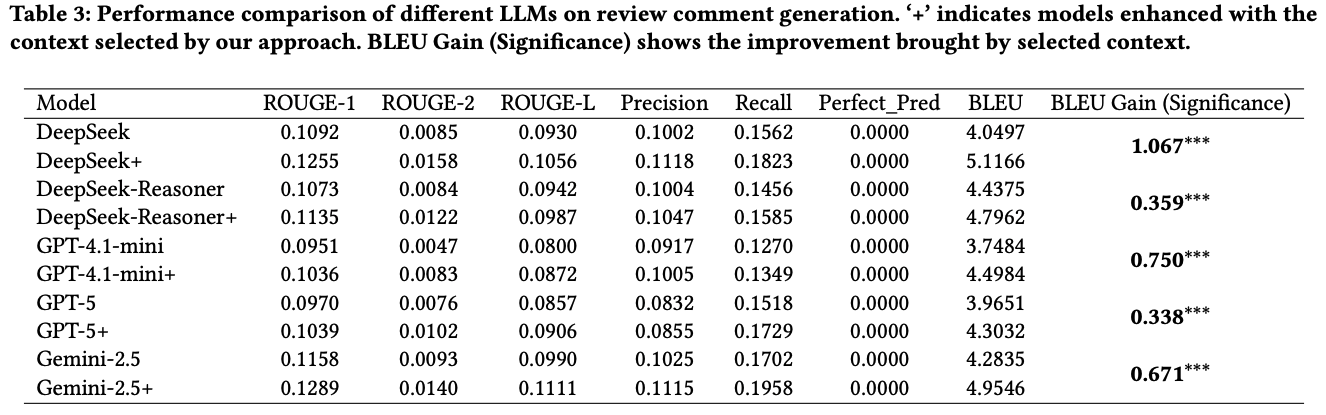 Table 3: Performance comparison of different LLMs on review comment generation. ‘+’ indicates models enhanced with the
context selected by our approach. BLEU Gain (Significance) shows the improvement brought by selected context.
Model ROUGE-1 ROUGE-2 ROUGE-L Precision Recall Perfect_Pred BLEU BLEU Gain (Significance)
DeepSeek 0.1092 0.0085 0.0930 0.1002 0.1562 0.0000 4.0497
1.067***
DeepSeek+ 0.1255 0.0158 0.1056 0.1118 0.1823 0.0000 5.1166
DeepSeek-Reasoner 0.1073 0.0084 0.0942 0.1004 0.1456 0.0000 4.4375
0.359***
DeepSeek-Reasoner+ 0.1135 0.0122 0.0987 0.1047 0.1585 0.0000 4.7962
GPT-4.1-mini 0.0951 0.0047 0.0800 0.0917 0.1270 0.0000 3.7484
0.750***
GPT-4.1-mini+ 0.1036 0.0083 0.0872 0.1005 0.1349 0.0000 4.4984
GPT-5 0.0970 0.0076 0.0857 0.0832 0.1518 0.0000 3.9651
0.338***
GPT-5+ 0.1039 0.0102 0.0906 0.0855 0.1729 0.0000 4.3032
Gemini-2.5 0.1158 0.0093 0.0990 0.1025 0.1702 0.0000 4.2835
0.671***
Gemini-2.5+ 0.1289 0.0140 0.1111 0.1115 0.1958 0.0000 4.9546